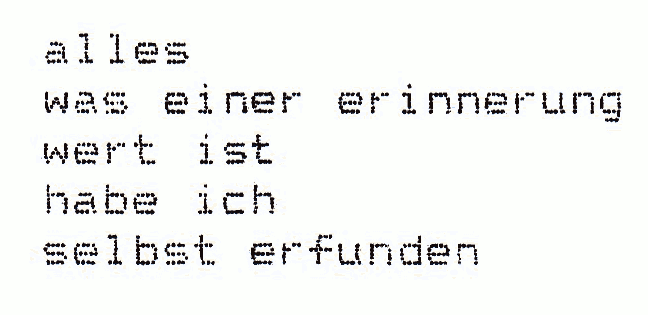 alles
was einer erinnerung
wert ist
habe ich
selbst erfunden